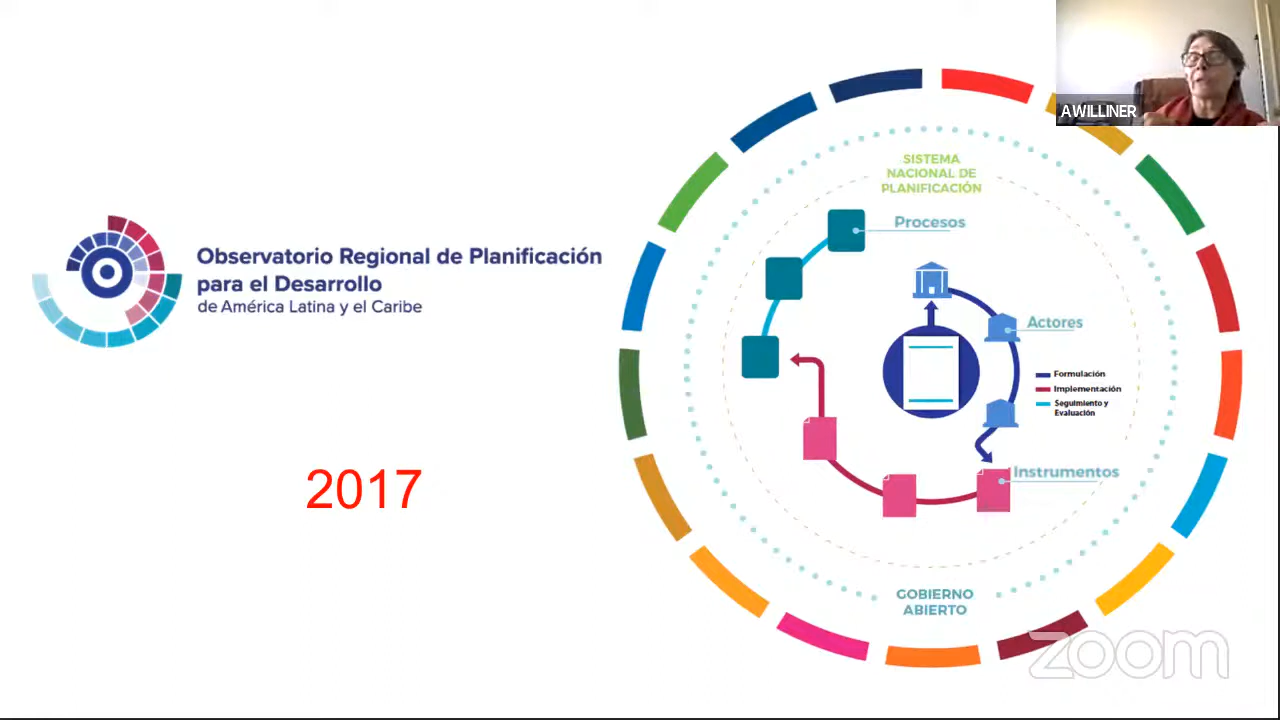 AWILLINER
SISTEMA
NACIONAL DE
PLANIFICACIÓN
Procesos
Observatorio Regional de Planificación
para el Desarrollo
de América Latina y el Caribe
Actores
Formulación
Implementación
Seguimiento y
Evaluación
Instrumentos
2017
GOBIERNO
ABIERTO
zoom